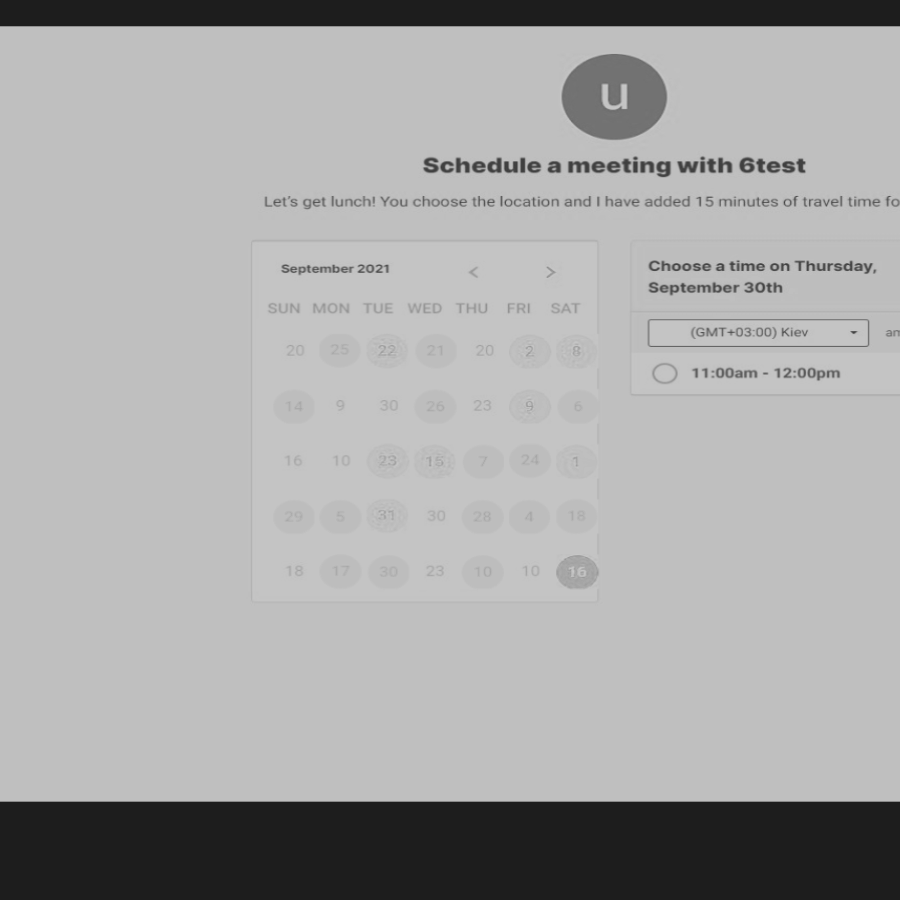 u
Schedule a meeting with 6test
Let's get lunch! You choose the location and I have added 15 minutes of travel time fo
September 2021 < >
SUN MON TUE WED THU FRI SAT
20 25 22 21 20 2 8
14 9 30 26 23 9 6
16 10 23 15 7 24 1
29 5 31 30 28 4 18
18 17 30 23 10 10 16
Choose a time on Thursday,
September 30th
(GMT+03:00) Kiev an
11:00am - 12:00pm